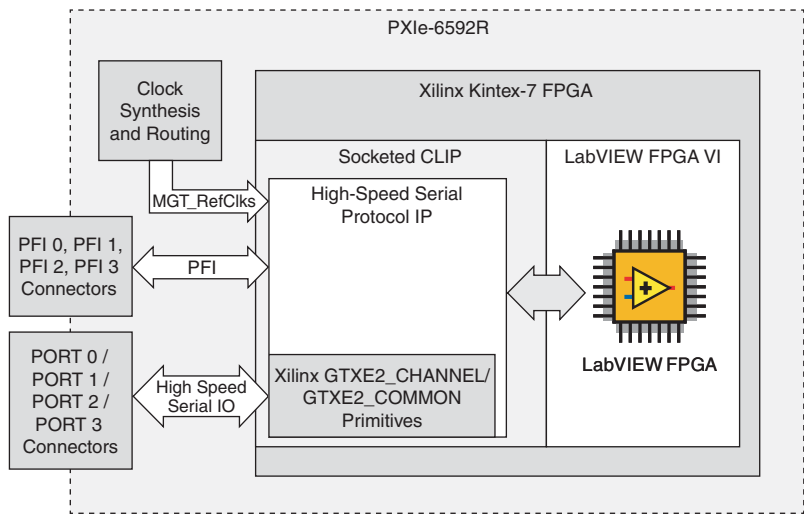 PXIe-6592R
Clock
Synthesis
and Routing
Xilinx Kintex-7 FPGA
Socketed CLIP
LabVIEW FPGA VI
MGT_RefClks
High-Speed Serial
Protocol IP
PFI 0, PFI 1,
PFI 2, PFI 3
Connectors
PFI
LabVIEW FPGA
PORT 0 /
PORT 1 /
PORT 2 /
PORT 3
Connectors
High Speed
Serial IO
Xilinx GTXE2_CHANNEL/
GTXE2_COMMON
Primitives